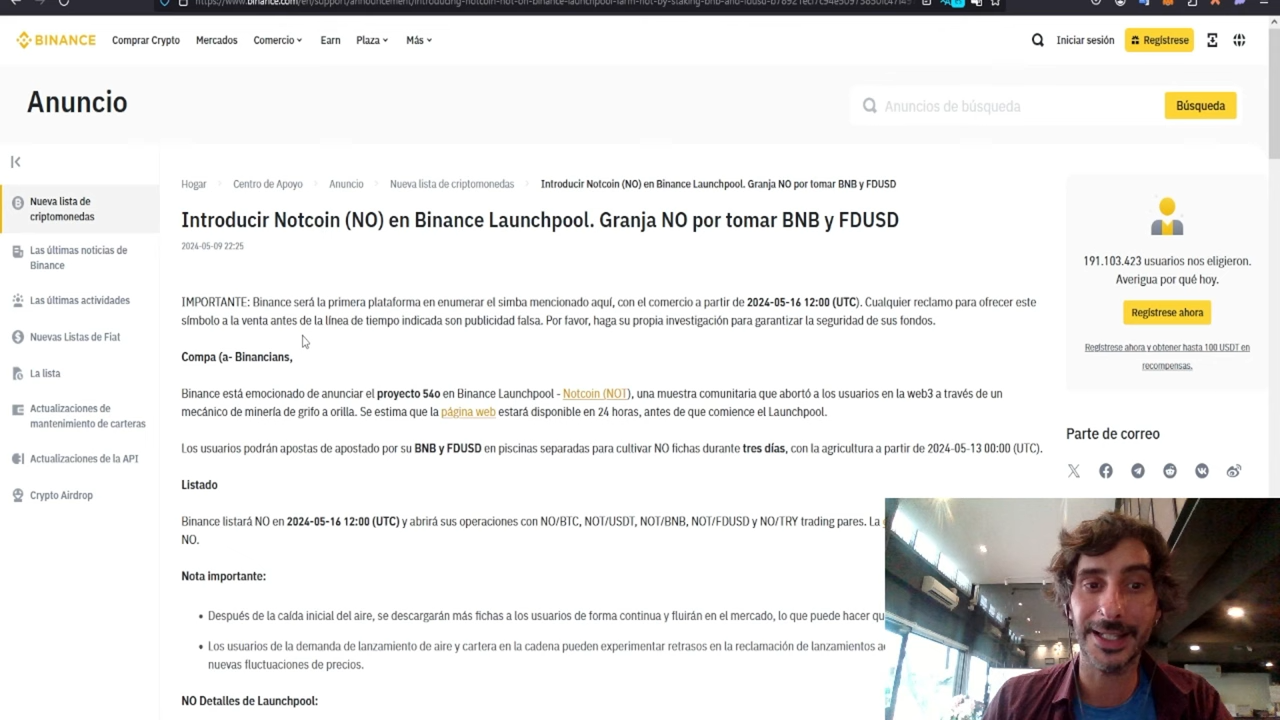 BINANCE Comprar Crypto Mercados Comercio Earn Plaza Más Iniciar sesión Regístrese
Anuncio
Anuncios de búsqueda Búsqueda
Hogar Centro de Apoyo Anuncio Nueva lista de criptomonedas Introducir Notcoin (NO) en Binance Launchpool. Granja NO por tomar BNB y FDUSD
Nueva lista de
criptomonedas
Las últimas noticias de
Binance
Las últimas actividades
Nuevas Listas de Fiat
La lista
Actualizaciones de
mantenimiento de carteras
Actualizaciones de la API
Crypto Airdrop
Introducir Notcoin (NO) en Binance Launchpool. Granja NO por tomar BNB y FDUSD
2024-05-09 22:25
IMPORTANTE: Binance será la primera plataforma en enumerar el simba mencionado aquí, con el comercio a partir de 2024-05-16 12:00 (UTC). Cualquier reclamo para ofrecer este
símbolo a la venta antes de la línea de tiempo indicada son publicidad falsa. Por favor, haga su propia investigación para garantizar la seguridad de sus fondos.
Compa (a- Binancians,
Binance está emocionado de anunciar el proyecto 54o en Binance Launchpool - Notcoin (NOT), una muestra comunitaria que abortó a los usuarios en la web3 a través de un
mecánico de minería de grifo a orilla. Se estima que la página web estará disponible en 24 horas, antes de que comience el Launchpool.
Los usuarios podrán apostas de apostado por su BNB y FDUSD en piscinas separadas para cultivar NO fichas durante tres días, con la agricultura a partir de 2024-05-13 00:00 (UTC).
Listado
Binance listará NO en 2024-05-16 12:00 (UTC) y abrirá sus operaciones con NO/BTC, NOT/USDT, NOT/BNB, NOT/FDUSD y NO/TRY trading pares. La
NO.
Nota importante:
• Después de la caída inicial del aire, se descargarán más fichas a los usuarios de forma continua y fluirán en el mercado, lo que puede hacer qu
• Los usuarios de la demanda de lanzamiento de aire y cartera en la cadena pueden experimentar retrasos en la reclamación de lanzamientos ae
nuevas fluctuaciones de precios.
NO Detalles de Launchpool:
191.103.423 usuarios nos eligieron.
Averigua por qué hoy.
Regístrese ahora
Regístrese ahora y obtener hasta 100 USDT en
recompensas.
Parte de correo